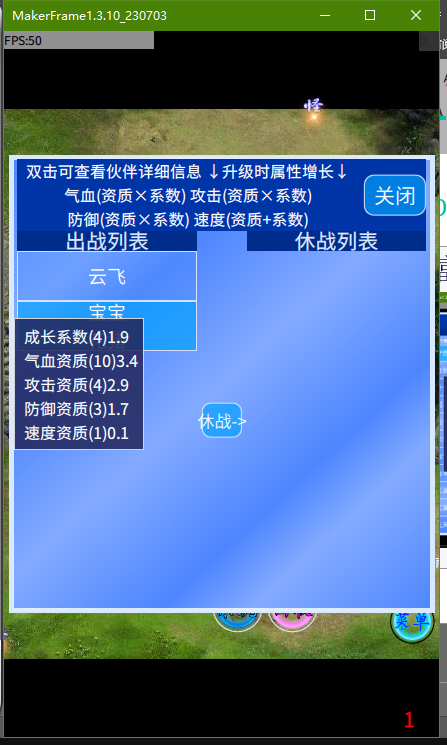 MakerFrame1.3.10_230703
FPS:50
怪
双击可查看伙伴详细信息 ↓升级时属性增长↓
气血(资质×系数) 攻击(资质×系数)
防御(资质×系数) 速度(资质+系数)
关闭
出战列表
休战列表
云飞
宝宝
成长系数(4)1.9
气血资质(10)3.4
攻击资质(4)2.9
防御资质(3)1.7
速度资质(1)0.1
休战->
菜单
1